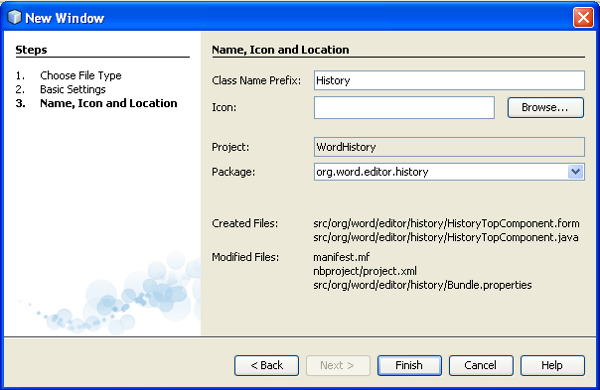 New Window
Steps
1. Choose File Type
2. Basic Settings
3. Name, Icon and Location
Name, Icon and Location
Class Name Prefix: History
Icon: Browse...
Project: WordHistory
Package: org.word.editor.history
Created Files: src/org/word/editor/history/HistoryTopComponent.form
src/org/word/editor/history/HistoryTopComponent.java
Modified Files: manifest.mf
nbproject/project.xml
src/org/word/editor/history/Bundle.properties
< Back Next > Finish Cancel Help